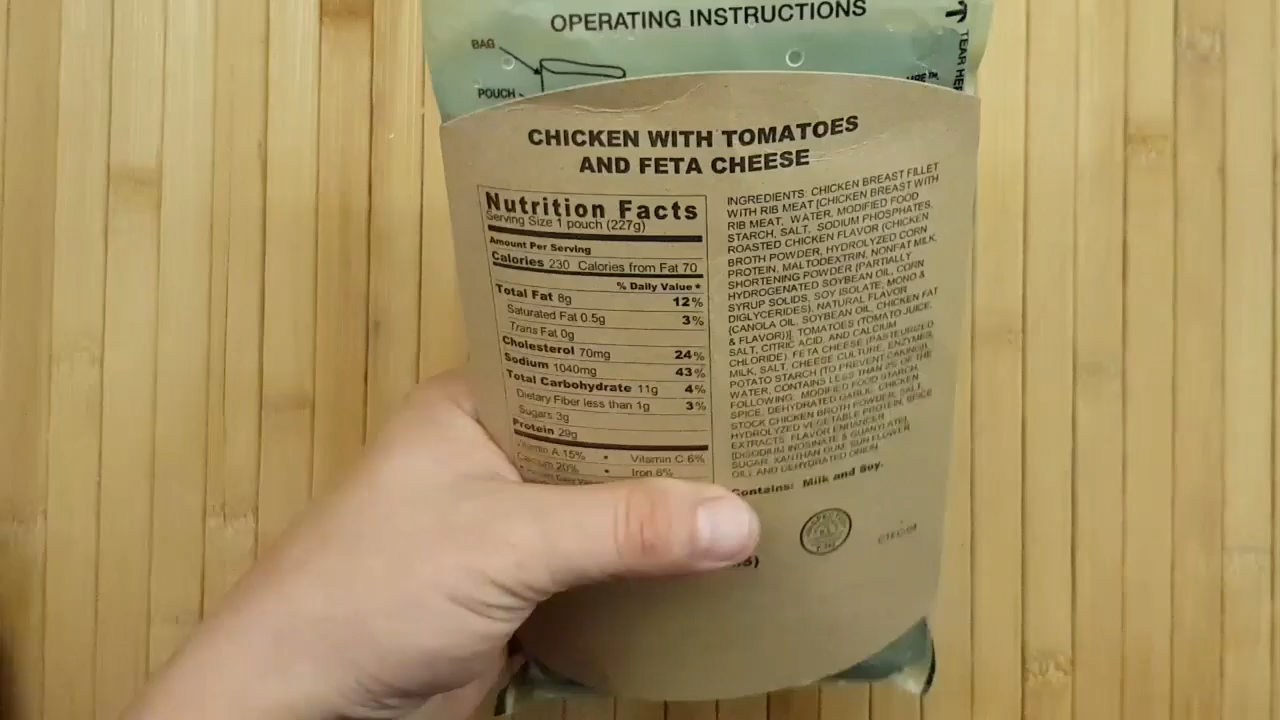 OPERATING INSTRUCTIONS
BAG
POUCH
TEAR HER
CHICKEN WITH TOMATOES
AND FETA CHEESE
Nutrition Facts
Serving Size 1 pouch (227g)
Amount Per Serving
Calories 230 Calories from Fat 70
% Daily Value*
Total Fat 8g 12%
Saturated Fat 0.5g 3%
Trans Fat 0g
Cholesterol 70mg 24%
Sodium 1040mg 43%
Total Carbohydrate 11g 4%
Dietary Fiber less than 1g 3%
Sugars 3g
Protein 29g
Vitamin A 15% • Vitamin C 6%
Calcium 20% • Iron 6%
INGREDIENTS: CHICKEN BREAST FILLET
WITH RIB MEAT [CHICKEN BREAST WITH
RIB MEAT, WATER, MODIFIED FOOD
STARCH, SALT, SODIUM PHOSPHATES,
ROASTED CHICKEN FLAVOR (CHICKEN
BROTH POWDER, HYDROLYZED CORN
PROTEIN, MALTODEXTRIN, NONFAT MILK,
SHORTENING POWDER {PARTIALLY
HYDROGENATED SOYBEAN OIL, CORN
SYRUP SOLIDS, SOY ISOLATE, MONO &
DIGLYCERIDES}, NATURAL FLAVOR
{CANOLA OIL, SOYBEAN OIL, CHICKEN FAT
& FLAVOR})], TOMATOES (TOMATO JUICE,
SALT, CITRIC ACID, AND CALCIUM
CHLORIDE), FETA CHEESE (PASTEURIZED
MILK, SALT, CHEESE CULTURE, ENZYMES,
POTATO STARCH (TO PREVENT CAKING)),
WATER, CONTAINS LESS THAN 2% OF THE
FOLLOWING: MODIFIED FOOD STARCH,
SPICE, DEHYDRATED GARLIC, CHICKEN
STOCK CHICKEN BROTH POWDER, SALT,
HYDROLYZED VEGETABLE PROTEIN, SPICE
EXTRACTS, FLAVOR ENHANCER
(DISODIUM INOSINATE & GUANYLATE),
SUGAR, XANTHAN GUM, SUNFLOWER
OIL), AND DEHYDRATED ONION.
Contains: Milk and Soy.